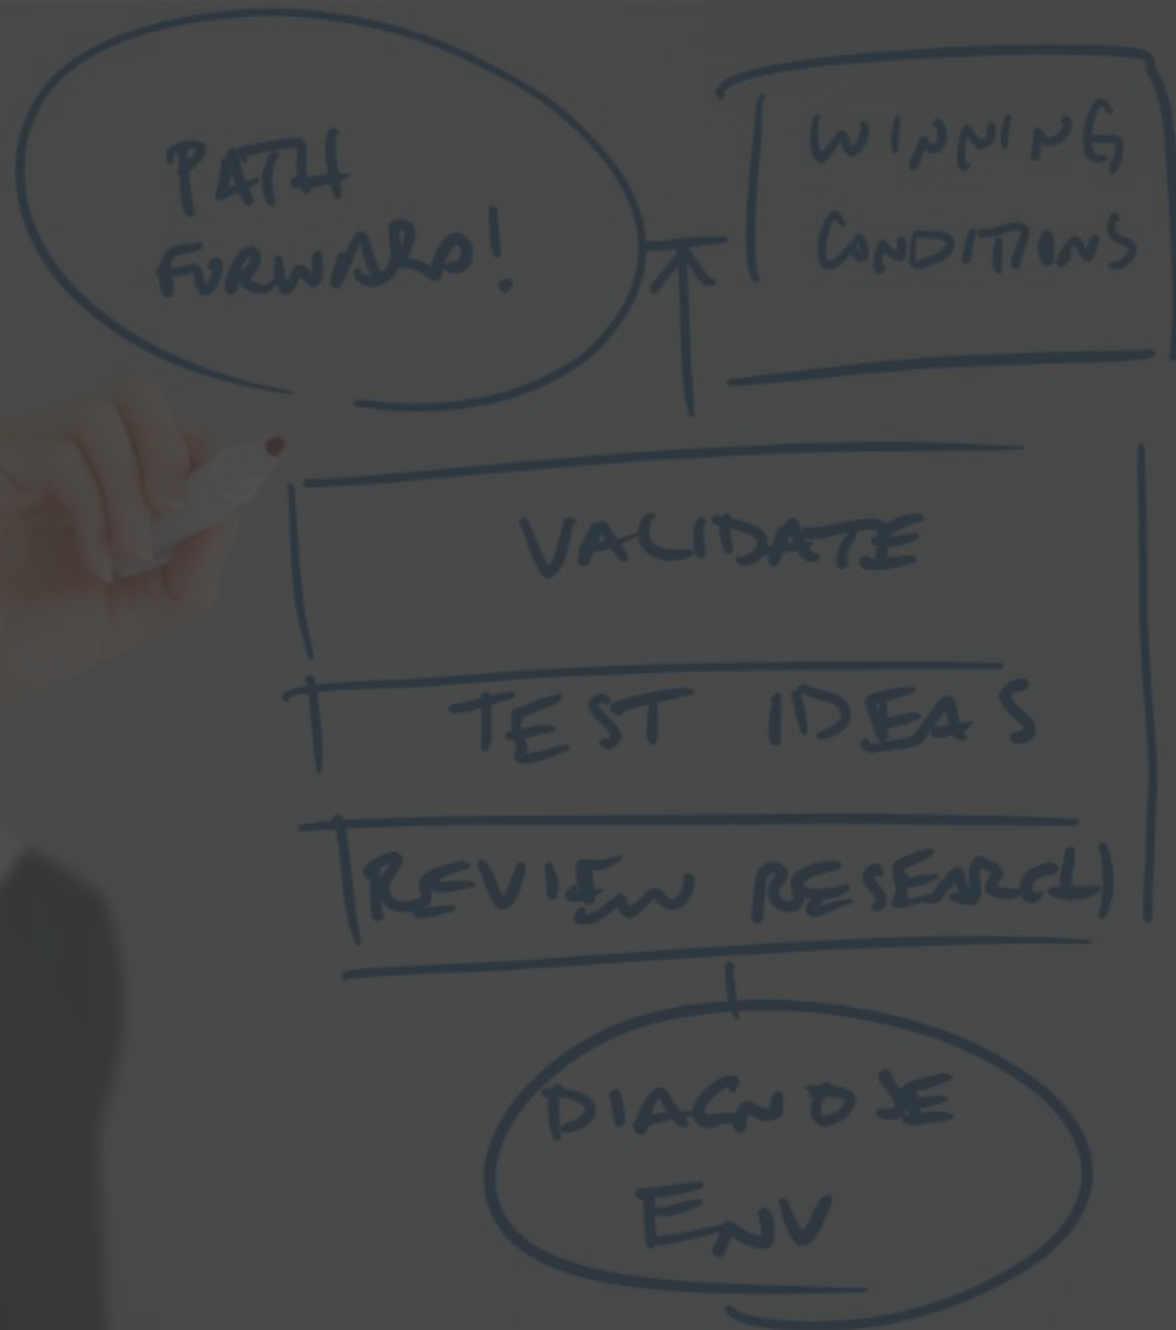 PATH
FORWARD!
WINNING
CONDITIONS
VALIDATE
TEST IDEAS
REVIEW RESEARCH
DIAGNOSE
ENV